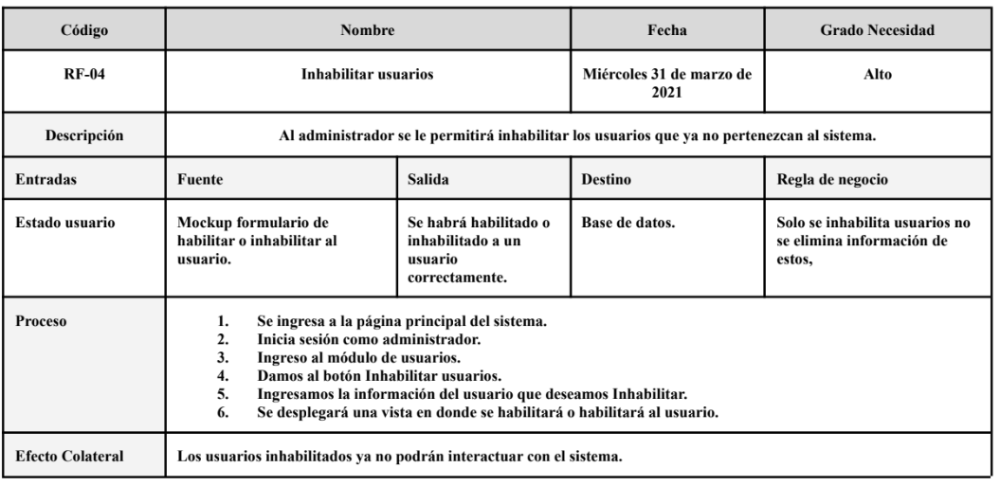 Código Nombre Fecha Grado Necesidad
RF-04 Inhabilitar usuarios Miércoles 31 de marzo de Alto
2021
Descripción Al administrador se le permitirá inhabilitar los usuarios que ya no pertenezcan al sistema.
Entradas Fuente Salida Destino Regla de negocio
Estado usuario Mockup formulario de Se habrá habilitado o Base de datos. Solo se inhabilita usuarios no
habilitar o inhabilitar al inhabilitado a un se elimina información de
usuario. usuario estos,
correctamente.
Proceso 1. Se ingresa a la página principal del sistema.
2. Inicia sesión como administrador.
3. Ingreso al módulo de usuarios.
4. Damos al botón Inhabilitar usuarios.
5. Ingresamos la información del usuario que deseamos Inhabilitar.
6. Se desplegará una vista en donde se habilitará o habilitará al usuario.
Efecto Colateral Los usuarios inhabilitados ya no podrán interactuar con el sistema.